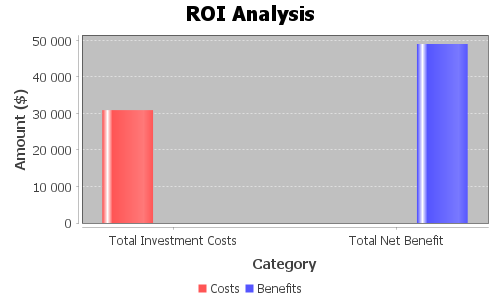 ROI Analysis
50 000
40 000
30 000
20 000
10 000
0
Amount ($)
Total Investment Costs
Total Net Benefit
Category
Costs
Benefits